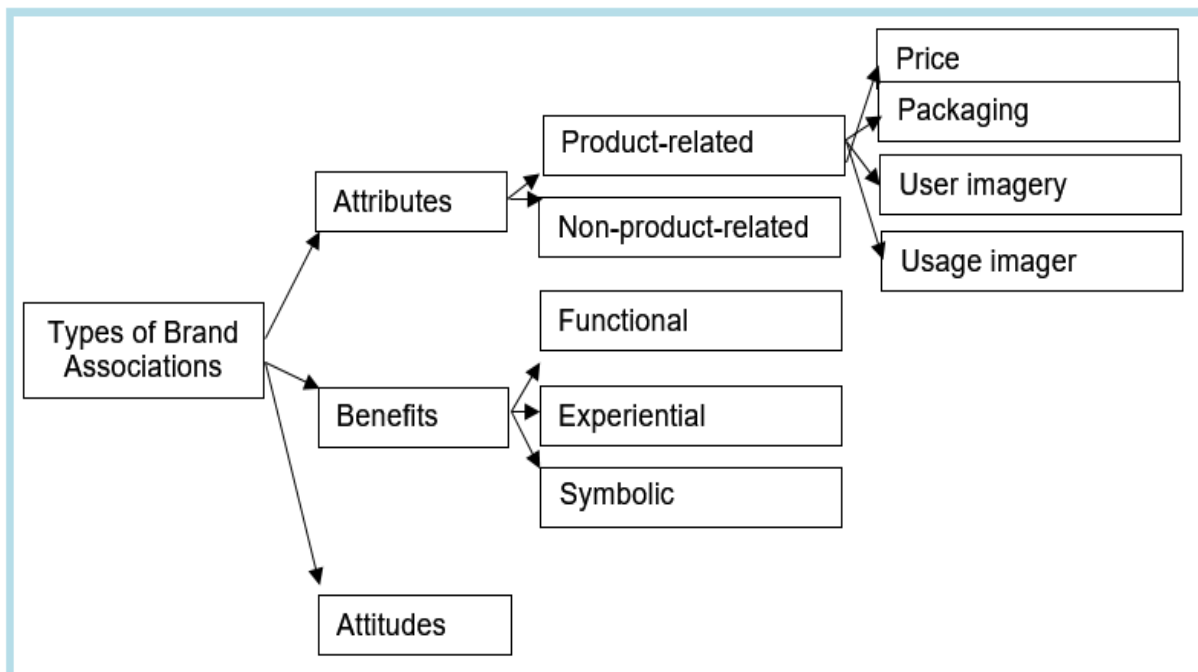 Types of Brand
Associations
Attributes
Benefits
Attitudes
Product-related
Non-product-related
Functional
Experiential
Symbolic
Price
Packaging
User imagery
Usage imager